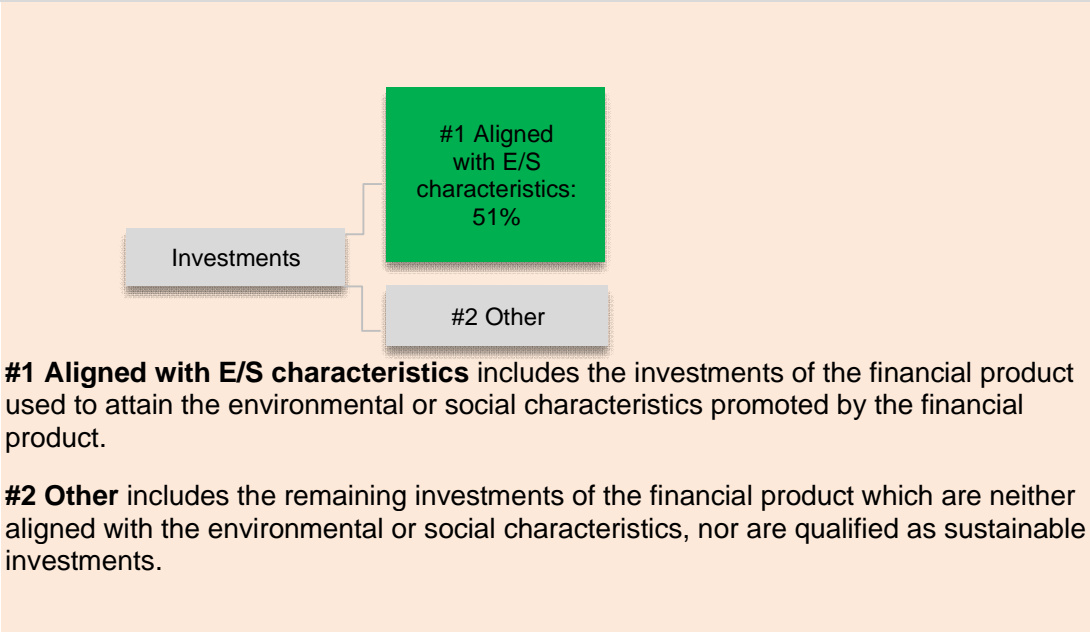 #1 Aligned
with E/S
characteristics:
51%
Investments
#2 Other
#1 Aligned with E/S characteristics includes the investments of the financial product
used to attain the environmental or social characteristics promoted by the financial
product.
#2 Other includes the remaining investments of the financial product which are neither
aligned with the environmental or social characteristics, nor are qualified as sustainable
investments.